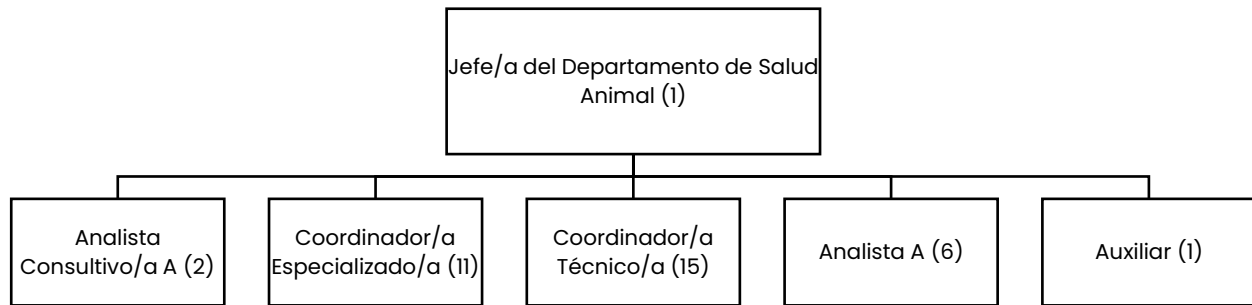 Jefe/a del Departamento de Salud
Animal (1)
Analista
Consultivo/a A (2)
Coordinador/a
Especializado/a (11)
Coordinador/a
Técnico/a (15)
Analista A (6)
Auxiliar (1)